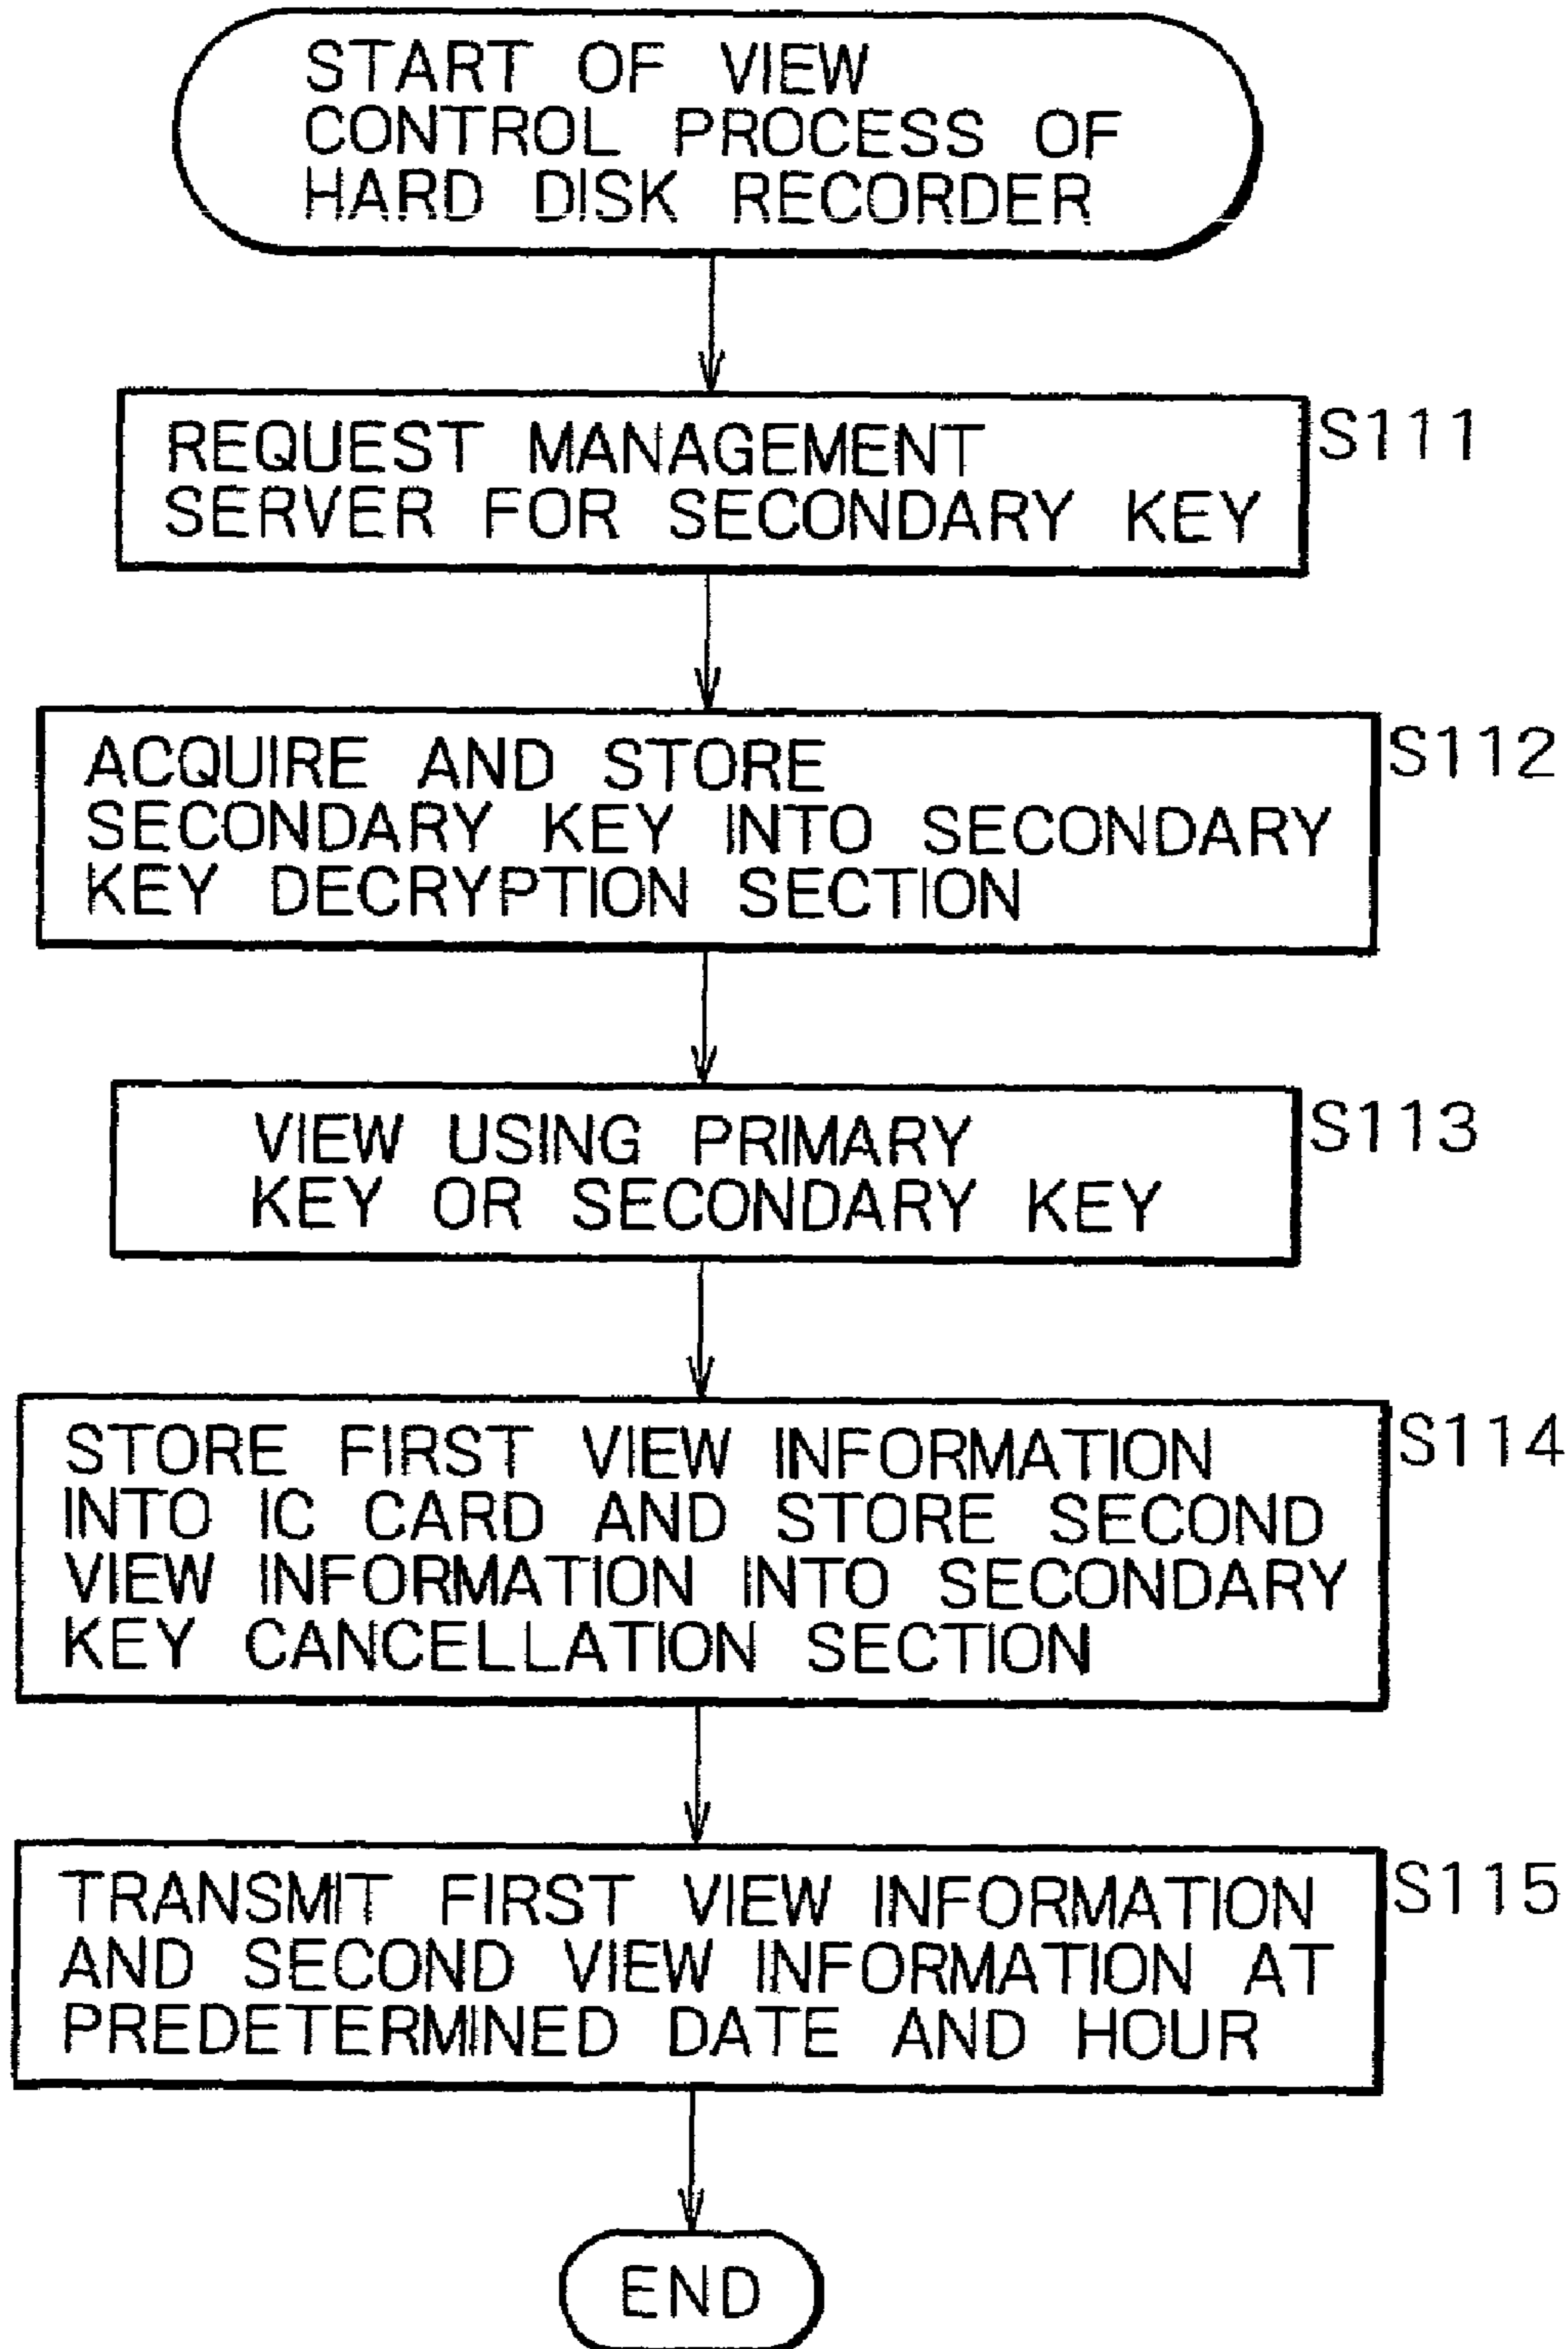 START OF VIEW
CONTROL PROCESS OF
HARD DISK RECORDER
REQUEST MANAGEMENT
SERVER FOR SECONDARY KEY
S111
ACQUIRE AND STORE
SECONDARY KEY INTO SECONDARY
KEY DECRYPTION SECTION
S112
VIEW USING PRIMARY
KEY OR SECONDARY KEY
S113
STORE FIRST VIEW INFORMATION
INTO IC CARD AND STORE SECOND
VIEW INFORMATION INTO SECONDARY
KEY CANCELLATION SECTION
S114
TRANSMIT FIRST VIEW INFORMATION
AND SECOND VIEW INFORMATION AT
PREDETERMINED DATE AND HOUR
S115
END